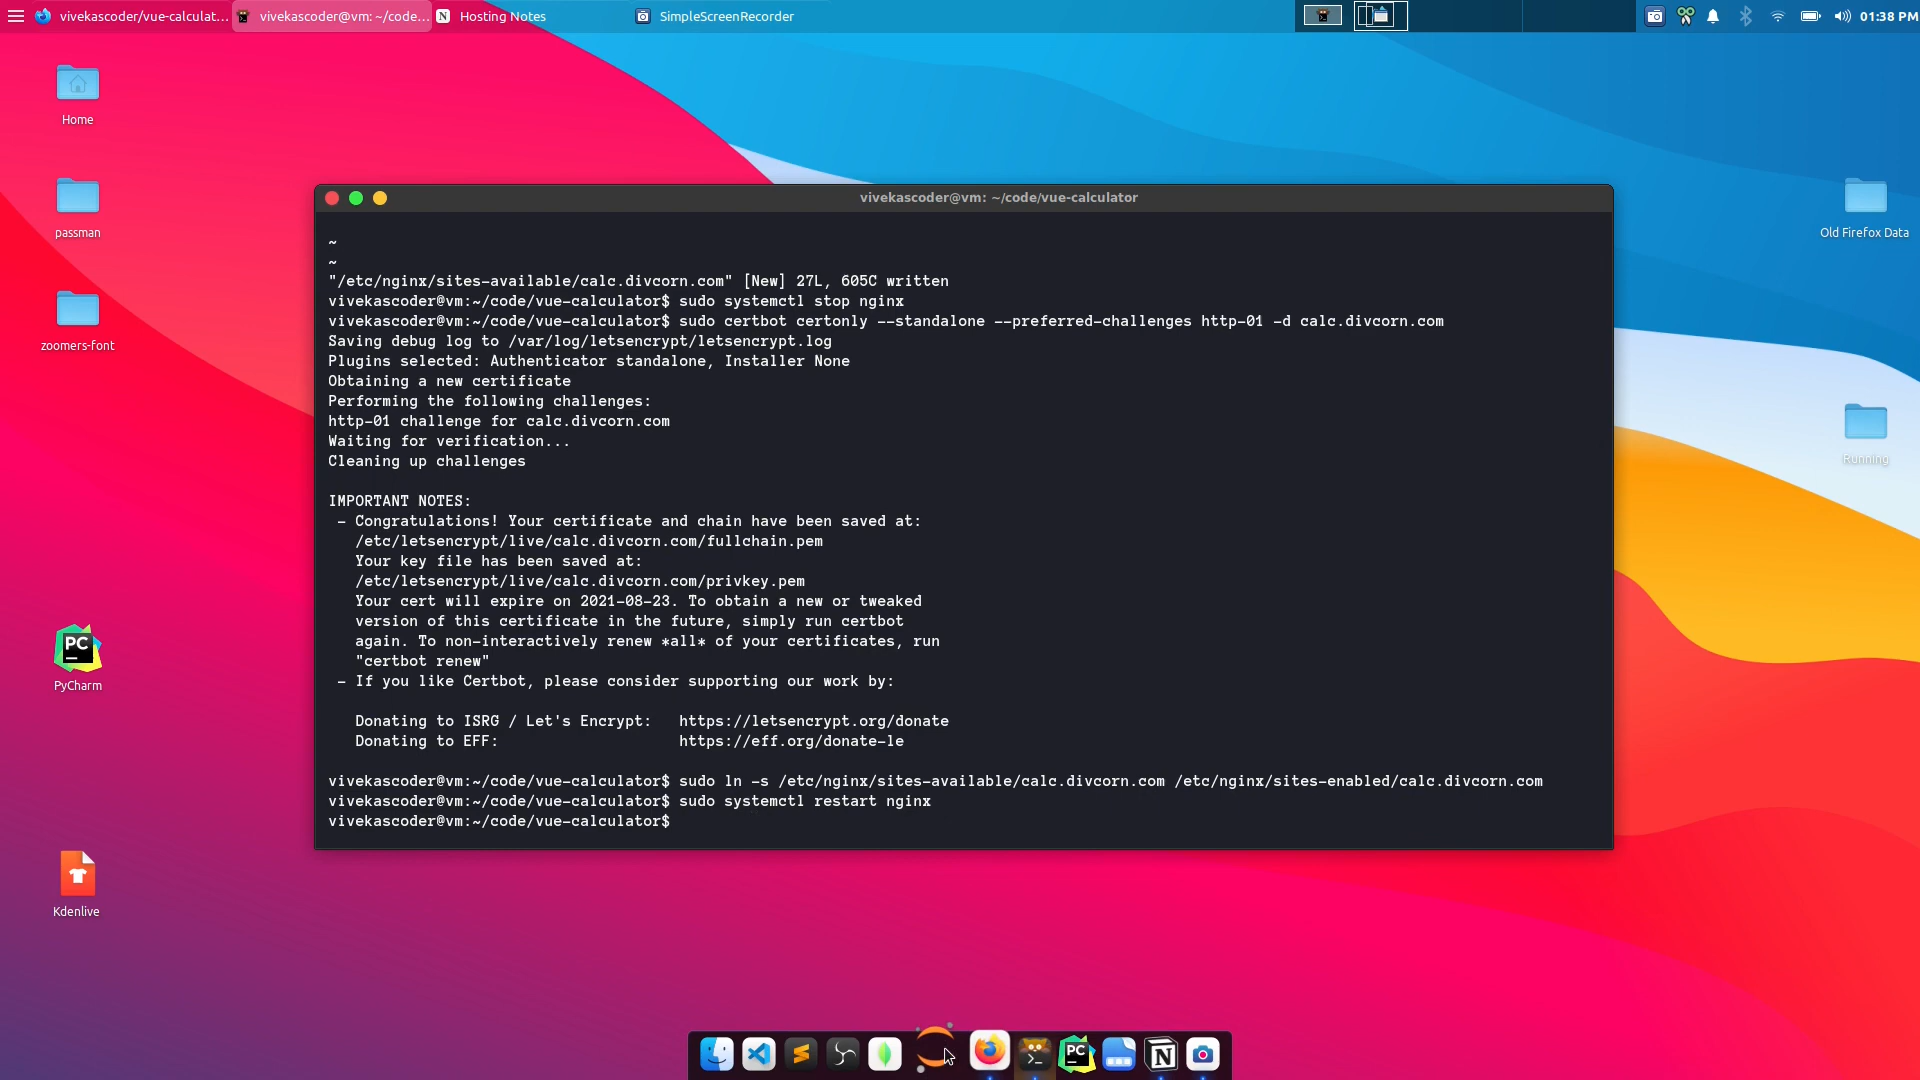 vivekascoder/vue-calculat...
vivekascoder@vm: ~/code...
Hosting Notes
SimpleScreenRecorder
01:38 PM
Home
passman
zoomers-font
PyCharm
Kdenlive
Old Firefox Data
Running
vivekascoder@vm: ~/code/vue-calculator
~
~
"/etc/nginx/sites-available/calc.divcorn.com" [New] 27L, 605C written
vivekascoder@vm:~/code/vue-calculator$ sudo systemctl stop nginx
vivekascoder@vm:~/code/vue-calculator$ sudo certbot certonly --standalone --preferred-challenges http-01 -d calc.divcorn.com
Saving debug log to /var/log/letsencrypt/letsencrypt.log
Plugins selected: Authenticator standalone, Installer None
Obtaining a new certificate
Performing the following challenges:
http-01 challenge for calc.divcorn.com
Waiting for verification...
Cleaning up challenges
IMPORTANT NOTES:
- Congratulations! Your certificate and chain have been saved at:
/etc/letsencrypt/live/calc.divcorn.com/fullchain.pem
Your key file has been saved at:
/etc/letsencrypt/live/calc.divcorn.com/privkey.pem
Your cert will expire on 2021-08-23. To obtain a new or tweaked
version of this certificate in the future, simply run certbot
again. To non-interactively renew *all* of your certificates, run
"certbot renew"
- If you like Certbot, please consider supporting our work by:
Donating to ISRG / Let's Encrypt:   https://letsencrypt.org/donate
Donating to EFF:                    https://eff.org/donate-le
vivekascoder@vm:~/code/vue-calculator$ sudo ln -s /etc/nginx/sites-available/calc.divcorn.com /etc/nginx/sites-enabled/calc.divcorn.com
vivekascoder@vm:~/code/vue-calculator$ sudo systemctl restart nginx
vivekascoder@vm:~/code/vue-calculator$